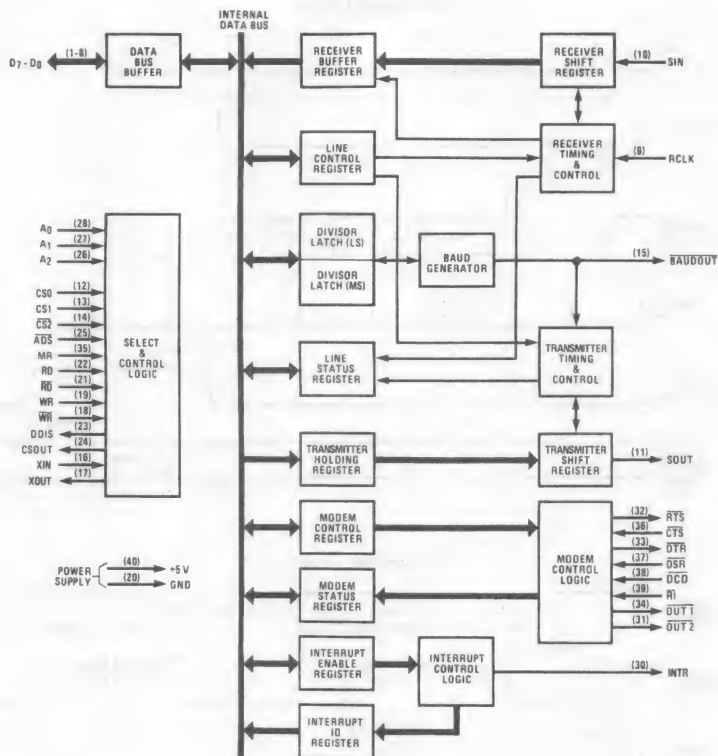 INTERNAL
DATA BUS
D7 - D0
(1-8)
DATA
BUS
BUFFER
RECEIVER
BUFFER
REGISTER
RECEIVER
SHIFT
REGISTER
(10)
SIN
LINE
CONTROL
REGISTER
RECEIVER
TIMING
&
CONTROL
(9)
RCLK
A0
(28)
A1
(27)
A2
(26)
CS0
(12)
CS1
(13)
CS2
(14)
ADS
(25)
MR
(35)
RD
(22)
RD
(21)
WR
(19)
WR
(18)
DDIS
(23)
CSOUT
(24)
XIN
(16)
XOUT
(17)
SELECT
&
CONTROL
LOGIC
DIVISOR
LATCH (LS)
DIVISOR
LATCH (MS)
BAUD
GENERATOR
(15)
BAUDOUT
LINE
STATUS
REGISTER
TRANSMITTER
TIMING
&
CONTROL
TRANSMITTER
HOLDING
REGISTER
TRANSMITTER
SHIFT
REGISTER
(11)
SOUT
MODEM
CONTROL
REGISTER
MODEM
STATUS
REGISTER
MODEM
CONTROL
LOGIC
(32)
RTS
(36)
CTS
(33)
DTR
(37)
DSR
(38)
DCD
(39)
RI
(34)
OUT 1
(31)
OUT 2
POWER
SUPPLY
(40)
+5 V
(20)
GND
INTERRUPT
ENABLE
REGISTER
INTERRUPT
CONTROL
LOGIC
(30)
INTR
INTERRUPT
ID
REGISTER